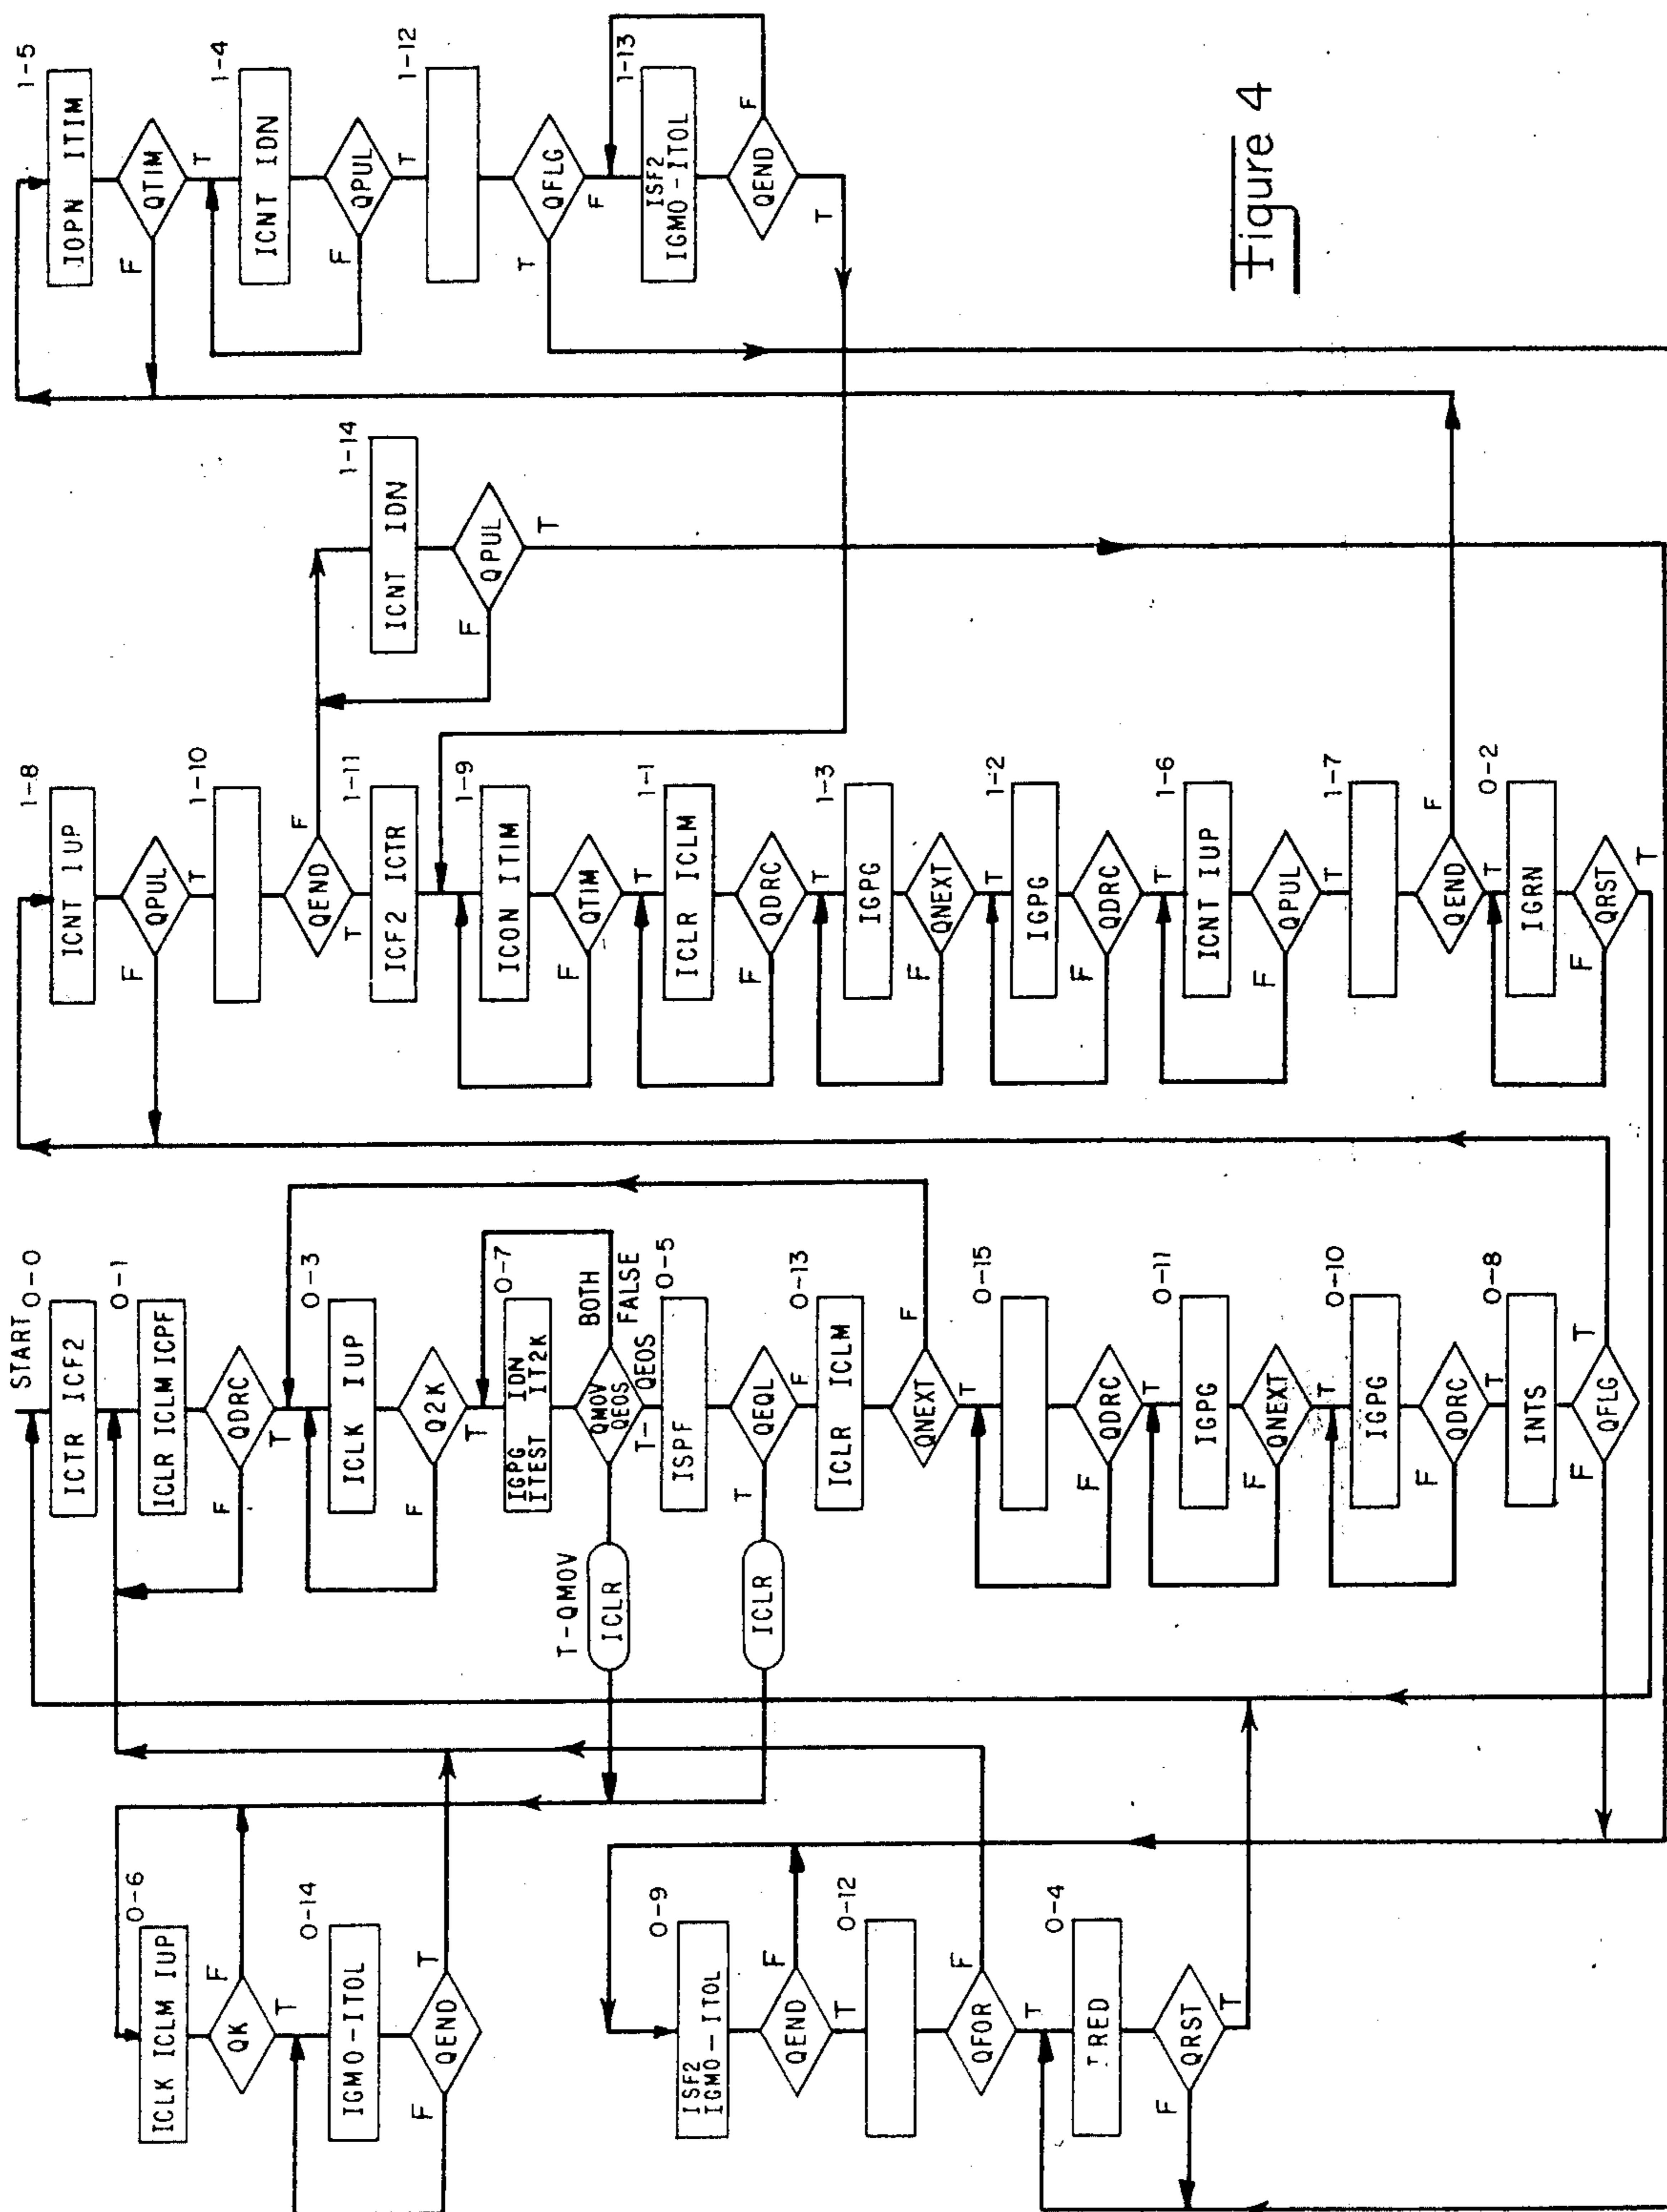 START 0-0
ICTR ICF2
0-1
ICLR ICLM ICPF
QDRC
F
T
0-3
ICLK IUP
Q2K
F
T
0-7
IGPG IDN
ITEST IT2K
QMOV
QEOS
BOTH
FALSE
T-QMOV
ICLR
T-QEOS
0-5
ISPF
QEQL
T
F
ICLR
0-13
ICLR ICLM
QNEXT
F
T
0-15
QDRC
F
T
0-11
IGPG
QNEXT
F
T
0-10
IGPG
QDRC
F
T
0-8
INTS
QFLG
F
T
0-6
ICLK ICLM IUP
QK
F
T
0-14
IGMO-ITOL
QEND
F
T
0-9
ISF2
IGMO-ITOL
QEND
F
T
0-12
QFOR
F
T
0-4
IRED
QRST
F
T
1-8
ICNT IUP
QPUL
F
T
1-10
QEND
F
T
1-11
ICF2 ICTR
1-9
ICON ITIM
QTIM
F
T
1-1
ICLR ICLM
QDRC
F
T
1-3
IGPG
QNEXT
F
T
1-2
IGPG
QDRC
F
T
1-6
ICNT IUP
QPUL
F
T
1-7
QEND
F
T
0-2
IGRN
QRST
F
T
1-14
ICNT IDN
QPUL
F
T
1-5
IOPN ITIM
QTIM
F
T
1-4
ICNT IDN
QPUL
F
T
1-12
QFLG
T
F
1-13
ISF2
IGMO-ITOL
QEND
F
T
Figure 4